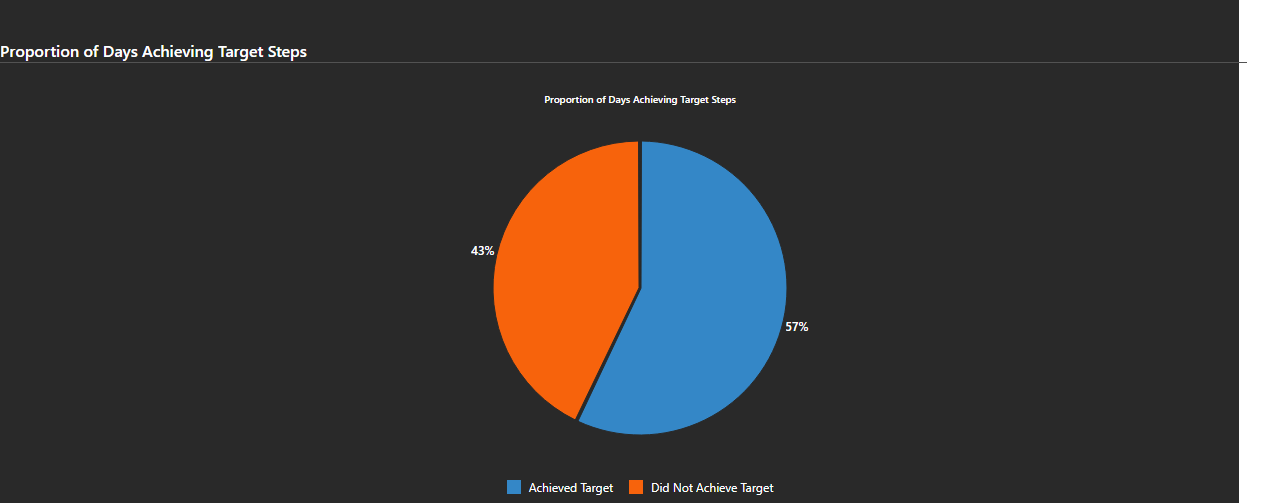 Proportion of Days Achieving Target Steps
Proportion of Days Achieving Target Steps
43%
57%
Achieved Target Did Not Achieve Target